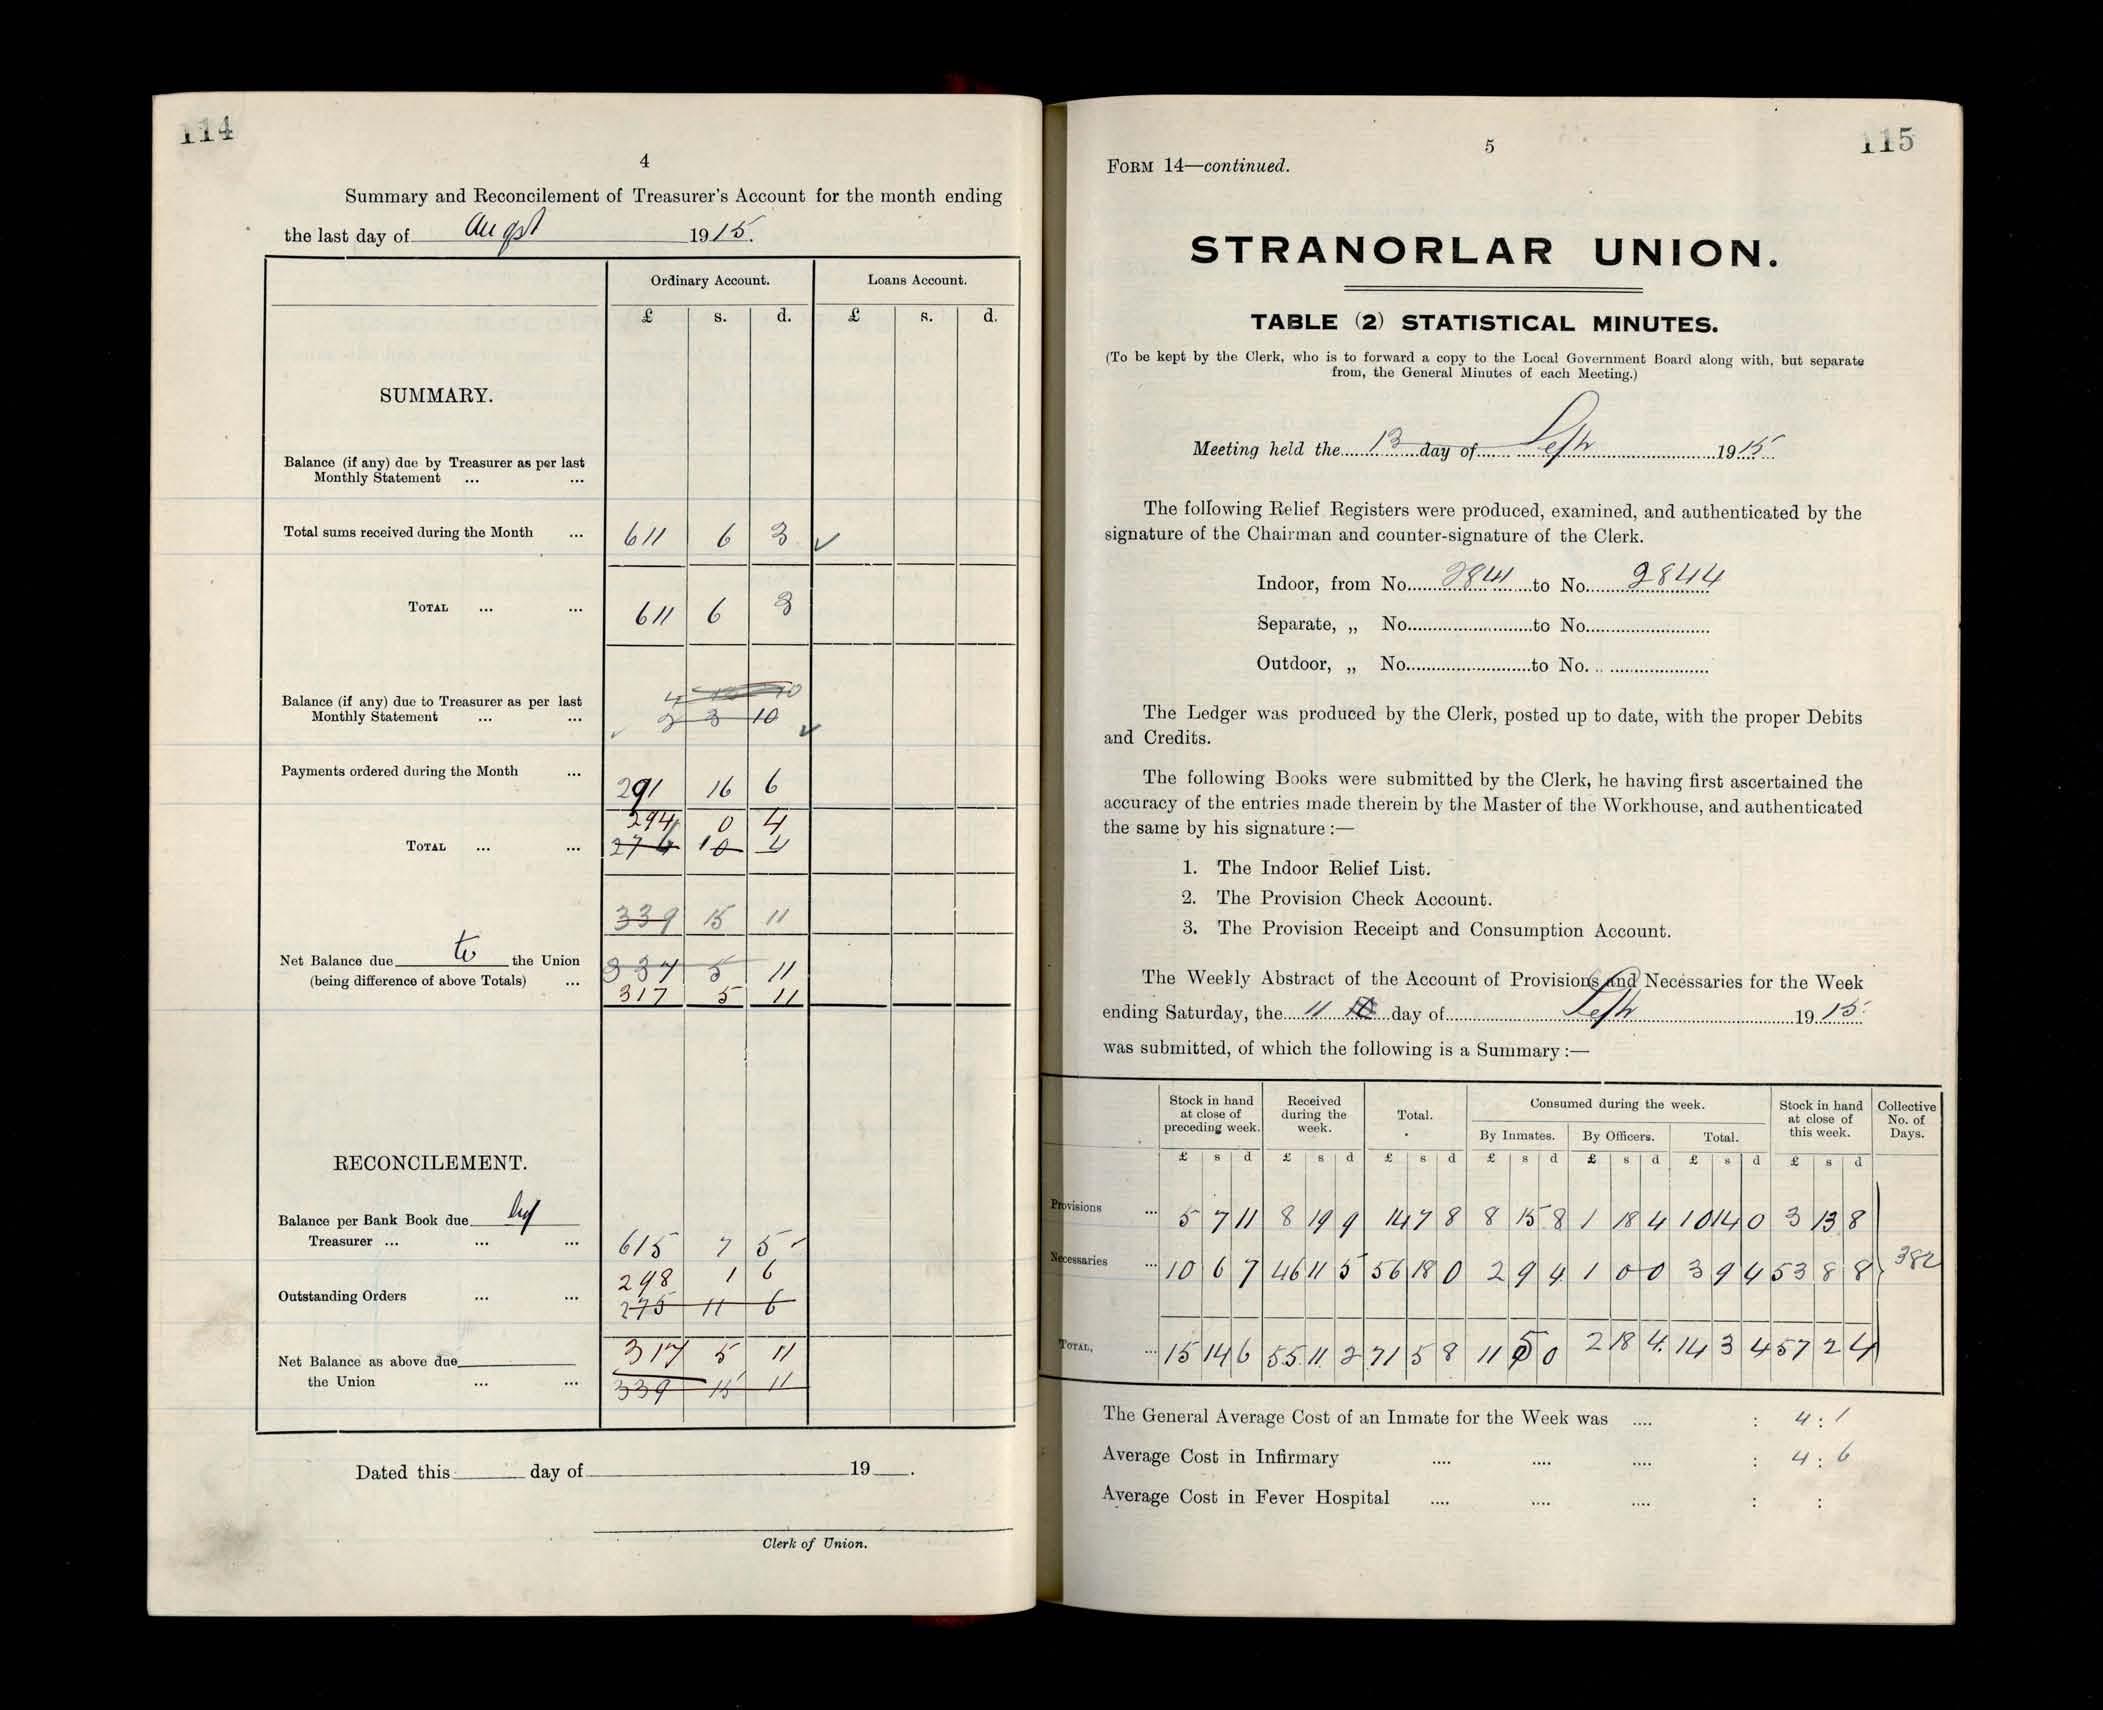 114
4
Summary and Reconcilement of Treasurer's Account for the month ending
the last day of Augst 1915.
Ordinary Account. Loans Account.
£ s. d. £ s. d.
SUMMARY.
Balance (if any) due by Treasurer as per last
Monthly Statement ... ...
Total sums received during the Month ... 611 6 3
TOTAL ... ... 611 6 3
4 10
Balance (if any) due to Treasurer as per last
Monthly Statement ... ... 2 3 10
Payments ordered during the Month ... 291 16 6
294 0 4
TOTAL ... ... 274 10 4
339 15 11
Net Balance due to the Union 337 5 11
(being difference of above Totals) ... 317 5 11
RECONCILEMENT.
Balance per Bank Book due by
Treasurer ... ... ... 615 7 5
298 1 6
Outstanding Orders ... ... 275 11 6
Net Balance as above due 317 5 11
the Union ... ... 339 15 11
Dated this day of 19 .
Clerk of Union.
115
5
FORM 14—continued.
STRANORLAR UNION.
TABLE (2) STATISTICAL MINUTES.
(To be kept by the Clerk, who is to forward a copy to the Local Government Board along with, but separate
from, the General Minutes of each Meeting.)
Meeting held the 13 day of Sept 1915
The following Relief Registers were produced, examined, and authenticated by the
signature of the Chairman and counter-signature of the Clerk.
Indoor, from No. 2841 to No. 2844
Separate, „ No. to No.
Outdoor, „ No. to No.
The Ledger was produced by the Clerk, posted up to date, with the proper Debits
and Credits.
The following Books were submitted by the Clerk, he having first ascertained the
accuracy of the entries made therein by the Master of the Workhouse, and authenticated
the same by his signature :—
1. The Indoor Relief List.
2. The Provision Check Account.
3. The Provision Receipt and Consumption Account.
The Weekly Abstract of the Account of Provisions and Necessaries for the Week
ending Saturday, the 11 day of Sept 1915
was submitted, of which the following is a Summary :—
Stock in hand at close of preceding week. Received during the week. Total. Consumed during the week. Stock in hand at close of this week. Collective No. of Days.
By Inmates. By Officers. Total.
£ s d £ s d £ s d £ s d £ s d £ s d £ s d
Provisions ... 5 7 11 8 19 9 14 7 8 8 15 8 1 18 4 10 14 0 3 13 8
Necessaries ... 10 6 7 46 11 5 56 18 0 2 9 4 1 0 0 3 9 4 53 8 8 382
TOTAL, ... 15 14 6 55 11 2 71 5 8 11 5 0 2 18 4 14 3 4 57 2 4
The General Average Cost of an Inmate for the Week was .... : 4 : 1
Average Cost in Infirmary .... .... .... : 4 : 6
Average Cost in Fever Hospital .... .... .... : :